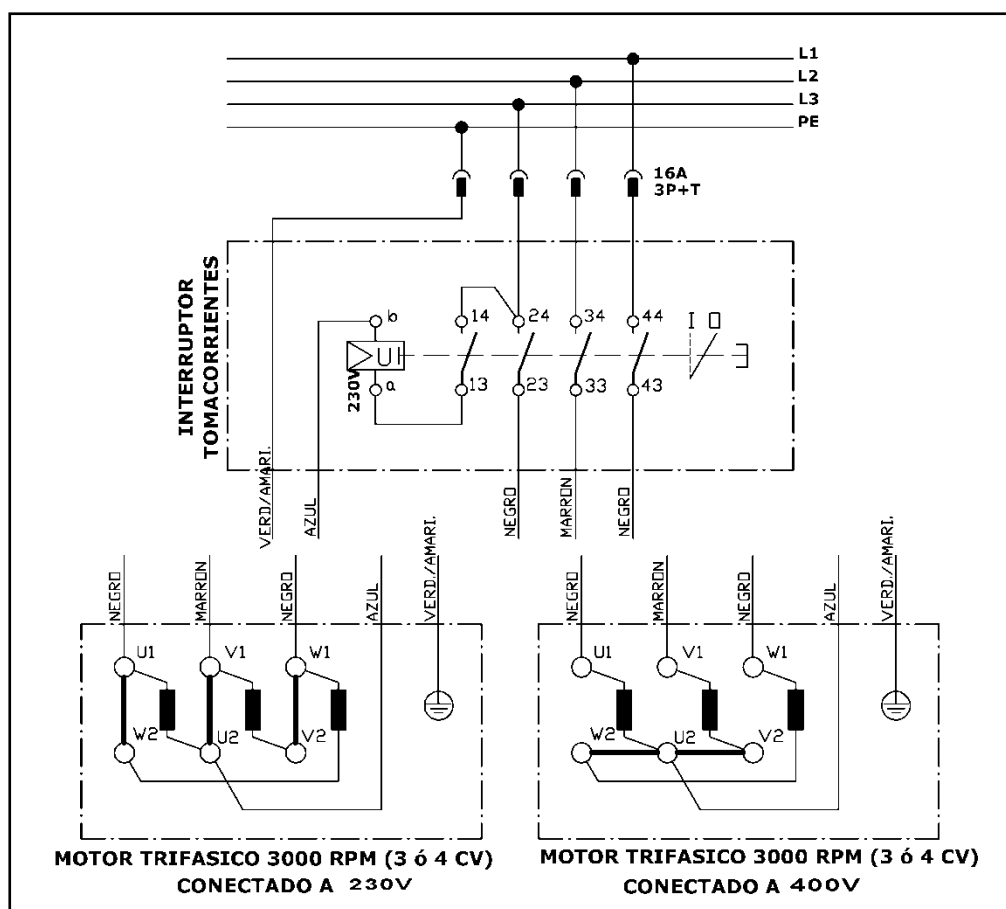 L1
L2
L3
PE
16A
3P+T
INTERRUPTOR
TOMACORRIENTES
b
14
24
34
44
I O
U
230V
a
13
23
33
43
VERD/AMARI.
AZUL
NEGRO
MARRON
NEGRO
NEGRO
MARRON
NEGRO
AZUL
VERD./AMARI.
NEGRO
MARRON
NEGRO
AZUL
VERD./AMARI.
U1
V1
W1
W2
U2
V2
U1
V1
W1
W2
U2
V2
MOTOR TRIFASICO 3000 RPM (3 ó 4 CV)
CONECTADO A 230V
MOTOR TRIFASICO 3000 RPM (3 ó 4 CV)
CONECTADO A 400V